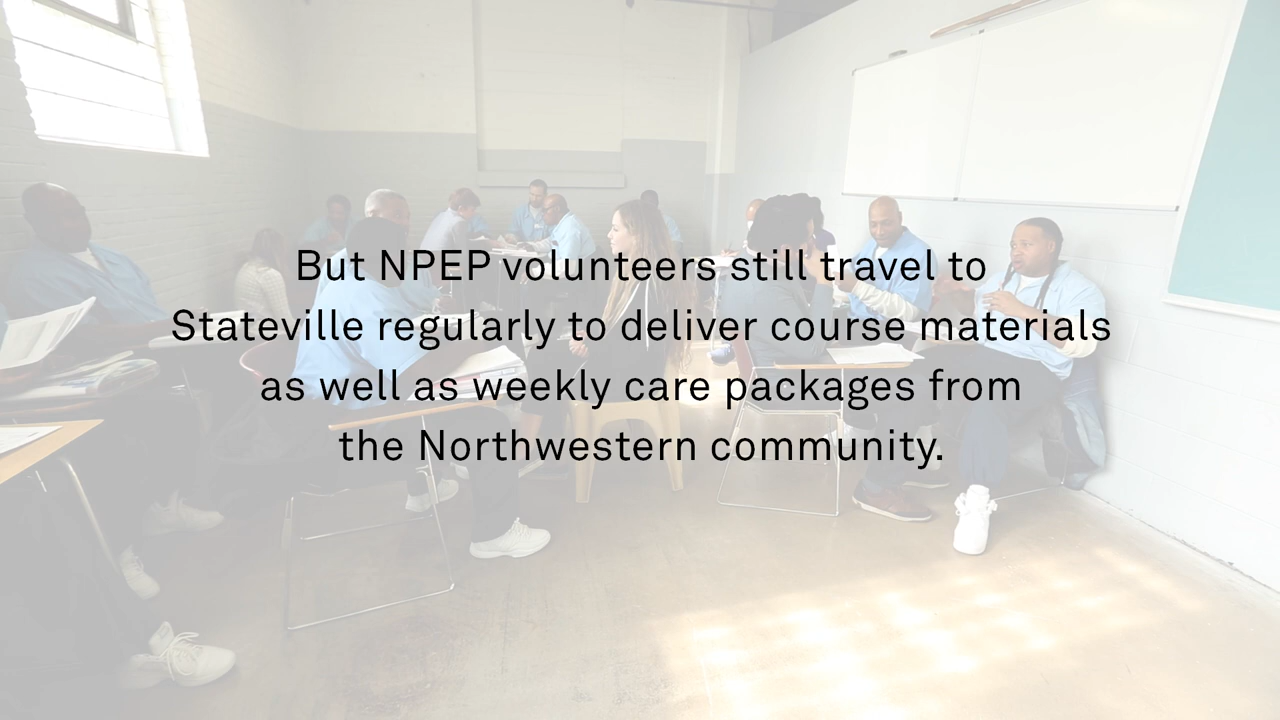 But NPEP volunteers still travel to
Stateville regularly to deliver course materials
as well as weekly care packages from
the Northwestern community.